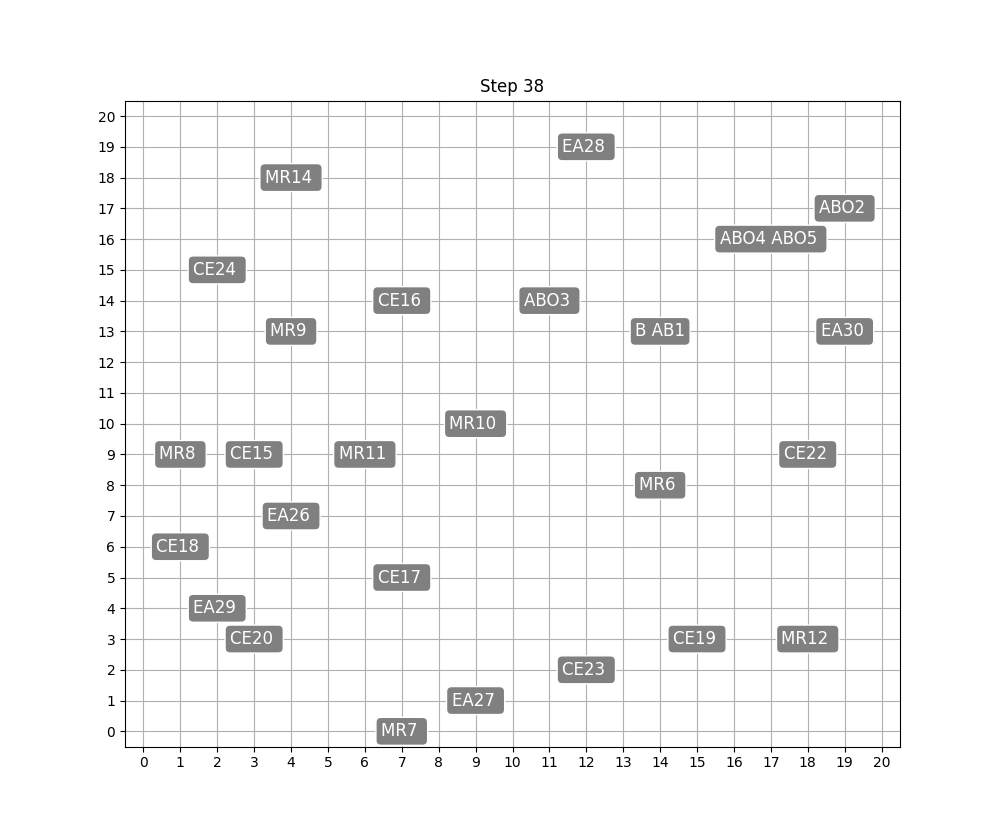 Step 38
20
19
EA28
18
MR14
17
ABO2
16
ABO4 ABO5
15
CE24
14
CE16
ABO3
13
MR9
B AB1
EA30
12
11
10
MR10
9
MR8
CE15
MR11
CE22
8
MR6
7
EA26
6
CE18
5
CE17
4
EA29
3
CE20
CE19
MR12
2
CE23
1
EA27
0
MR7
0 1 2 3 4 5 6 7 8 9 10 11 12 13 14 15 16 17 18 19 20